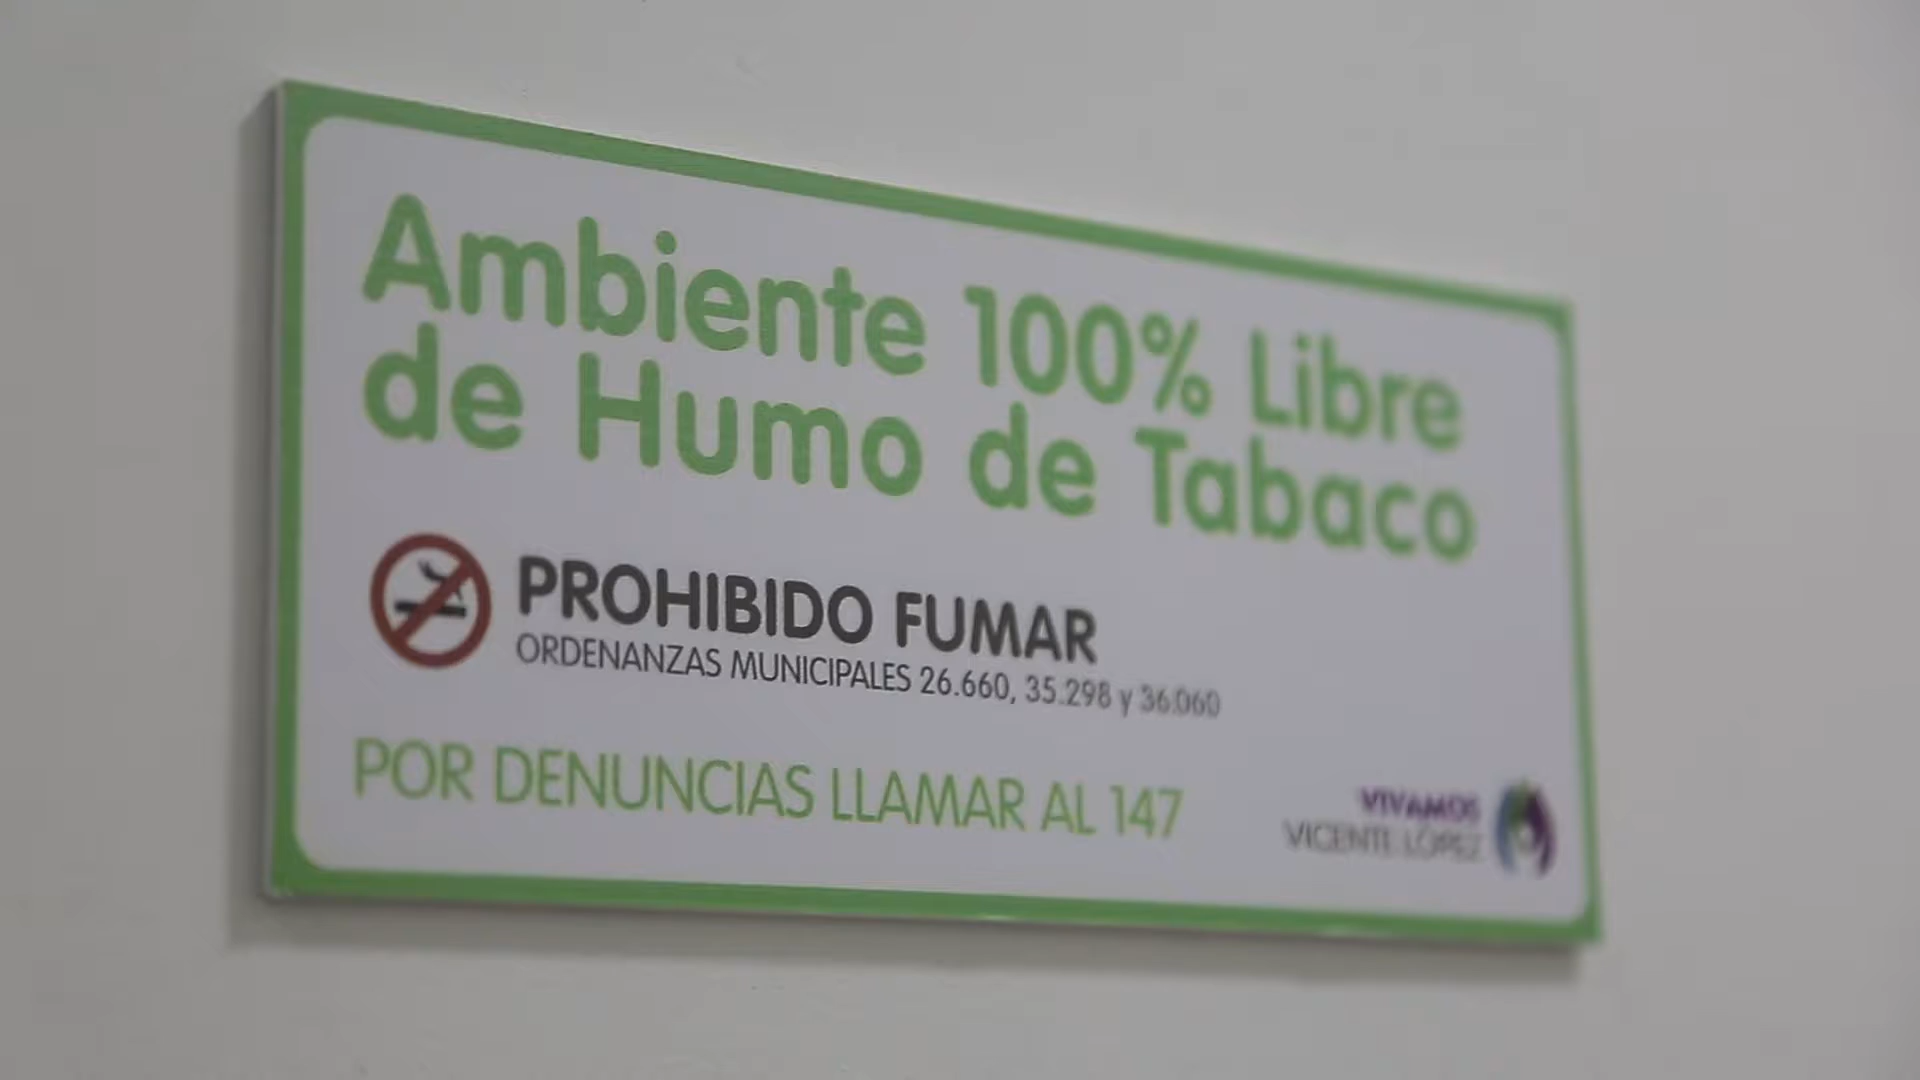 Ambiente 100% Libre
de Humo de Tabaco
PROHIBIDO FUMAR
ORDENANZAS MUNICIPALES 26.660, 35.298 y 36.060
POR DENUNCIAS LLAMAR AL 147
VIVAMOS
VICENTE LÓPEZ